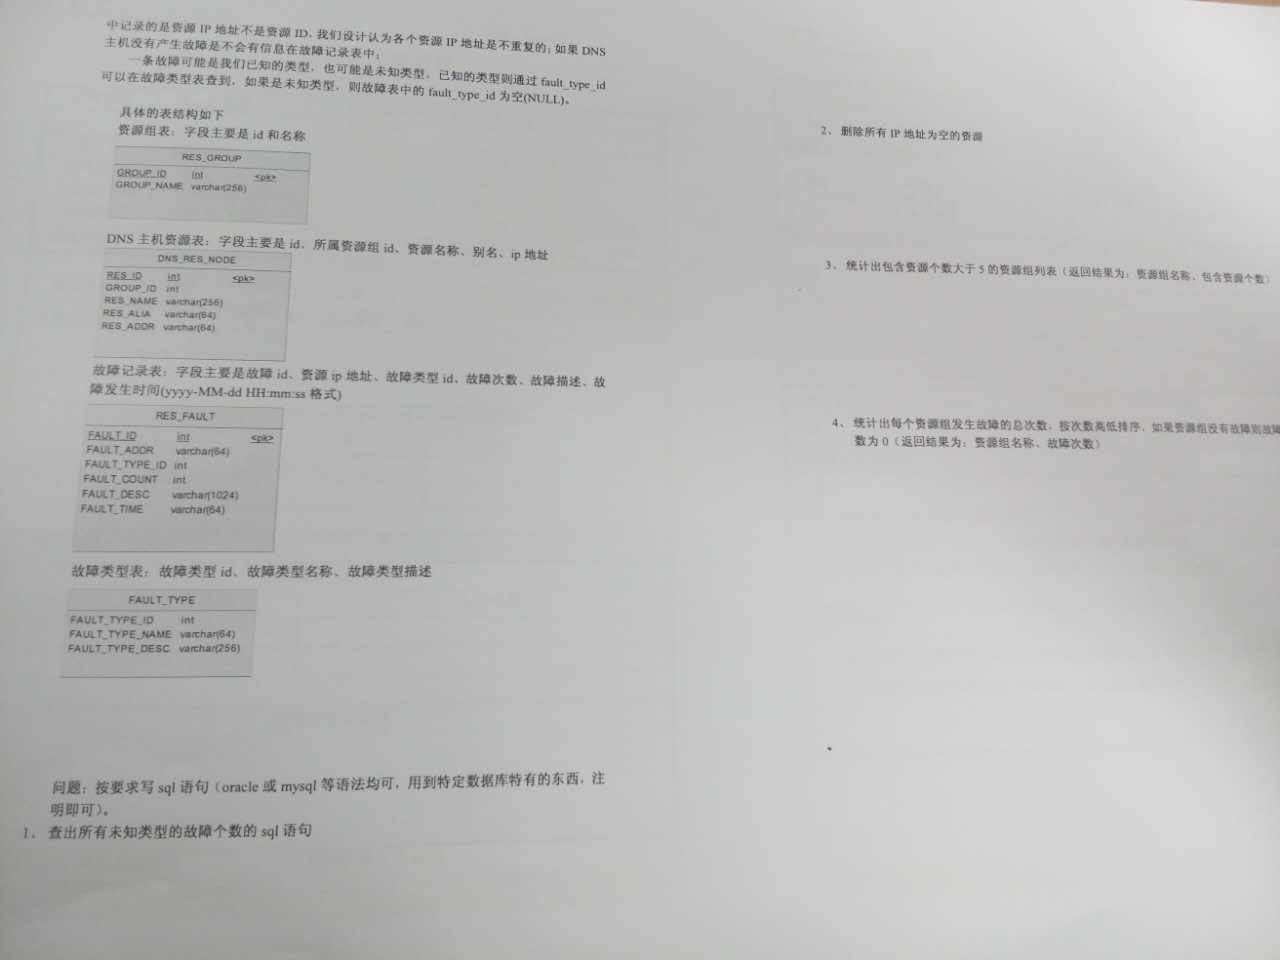 中记录的是资源 IP 地址不是资源 ID，我们设计认为各个资源 IP 地址是不重复的；如果 DNS
主机没有产生故障是不会有信息在故障记录表中；
一条故障可能是我们已知的类型，也可能是未知类型，已知的类型则通过 fault_type_id
可以在故障类型表查到，如果是未知类型，则故障表中的 fault_type_id 为空(NULL)。
具体的表结构如下
资源组表：字段主要是 id 和名称
RES_GROUP
GROUP_ID int <pk>
GROUP_NAME varchar(256)
DNS 主机资源表：字段主要是 id、所属资源组 id、资源名称、别名、ip 地址
DNS_RES_NODE
RES_ID int <pk>
GROUP_ID int
RES_NAME varchar(256)
RES_ALIA varchar(64)
RES_ADDR varchar(64)
故障记录表：字段主要是故障 id、资源 ip 地址、故障类型 id、故障次数、故障描述、故
障发生时间(yyyy-MM-dd HH:mm:ss 格式)
RES_FAULT
FAULT_ID int <pk>
FAULT_ADDR varchar(64)
FAULT_TYPE_ID int
FAULT_COUNT int
FAULT_DESC varchar(1024)
FAULT_TIME varchar(64)
故障类型表：故障类型 id、故障类型名称、故障类型描述
FAULT_TYPE
FAULT_TYPE_ID int
FAULT_TYPE_NAME varchar(64)
FAULT_TYPE_DESC varchar(256)
问题：按要求写 sql 语句（oracle 或 mysql 等语法均可，用到特定数据库特有的东西，注
明即可）。
1、 查出所有未知类型的故障个数的 sql 语句
2、 删除所有 IP 地址为空的资源
3、 统计出包含资源个数大于 5 的资源组列表（返回结果为：资源组名称、包含资源个数）
4、 统计出每个资源组发生故障的总次数，按次数高低排序，如果资源组没有故障则故障
数为 0（返回结果为：资源组名称、故障次数）